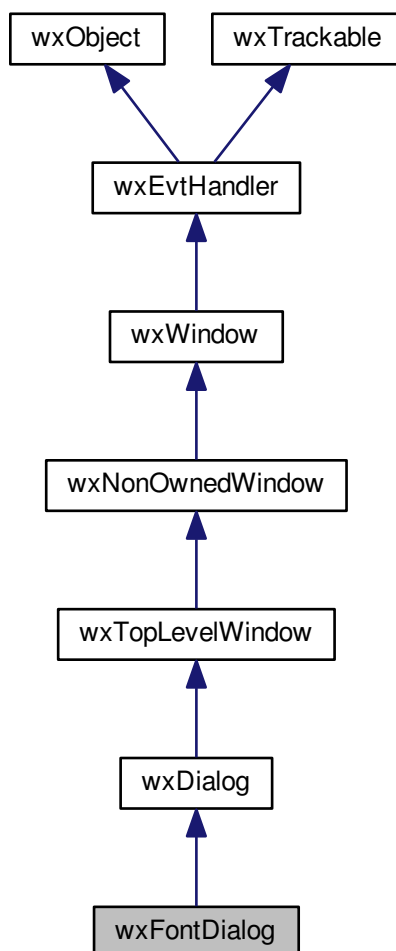 wxObject
wxTrackable
wxEvtHandler
wxWindow
wxNonOwnedWindow
wxTopLevelWindow
wxDialog
wxFontDialog